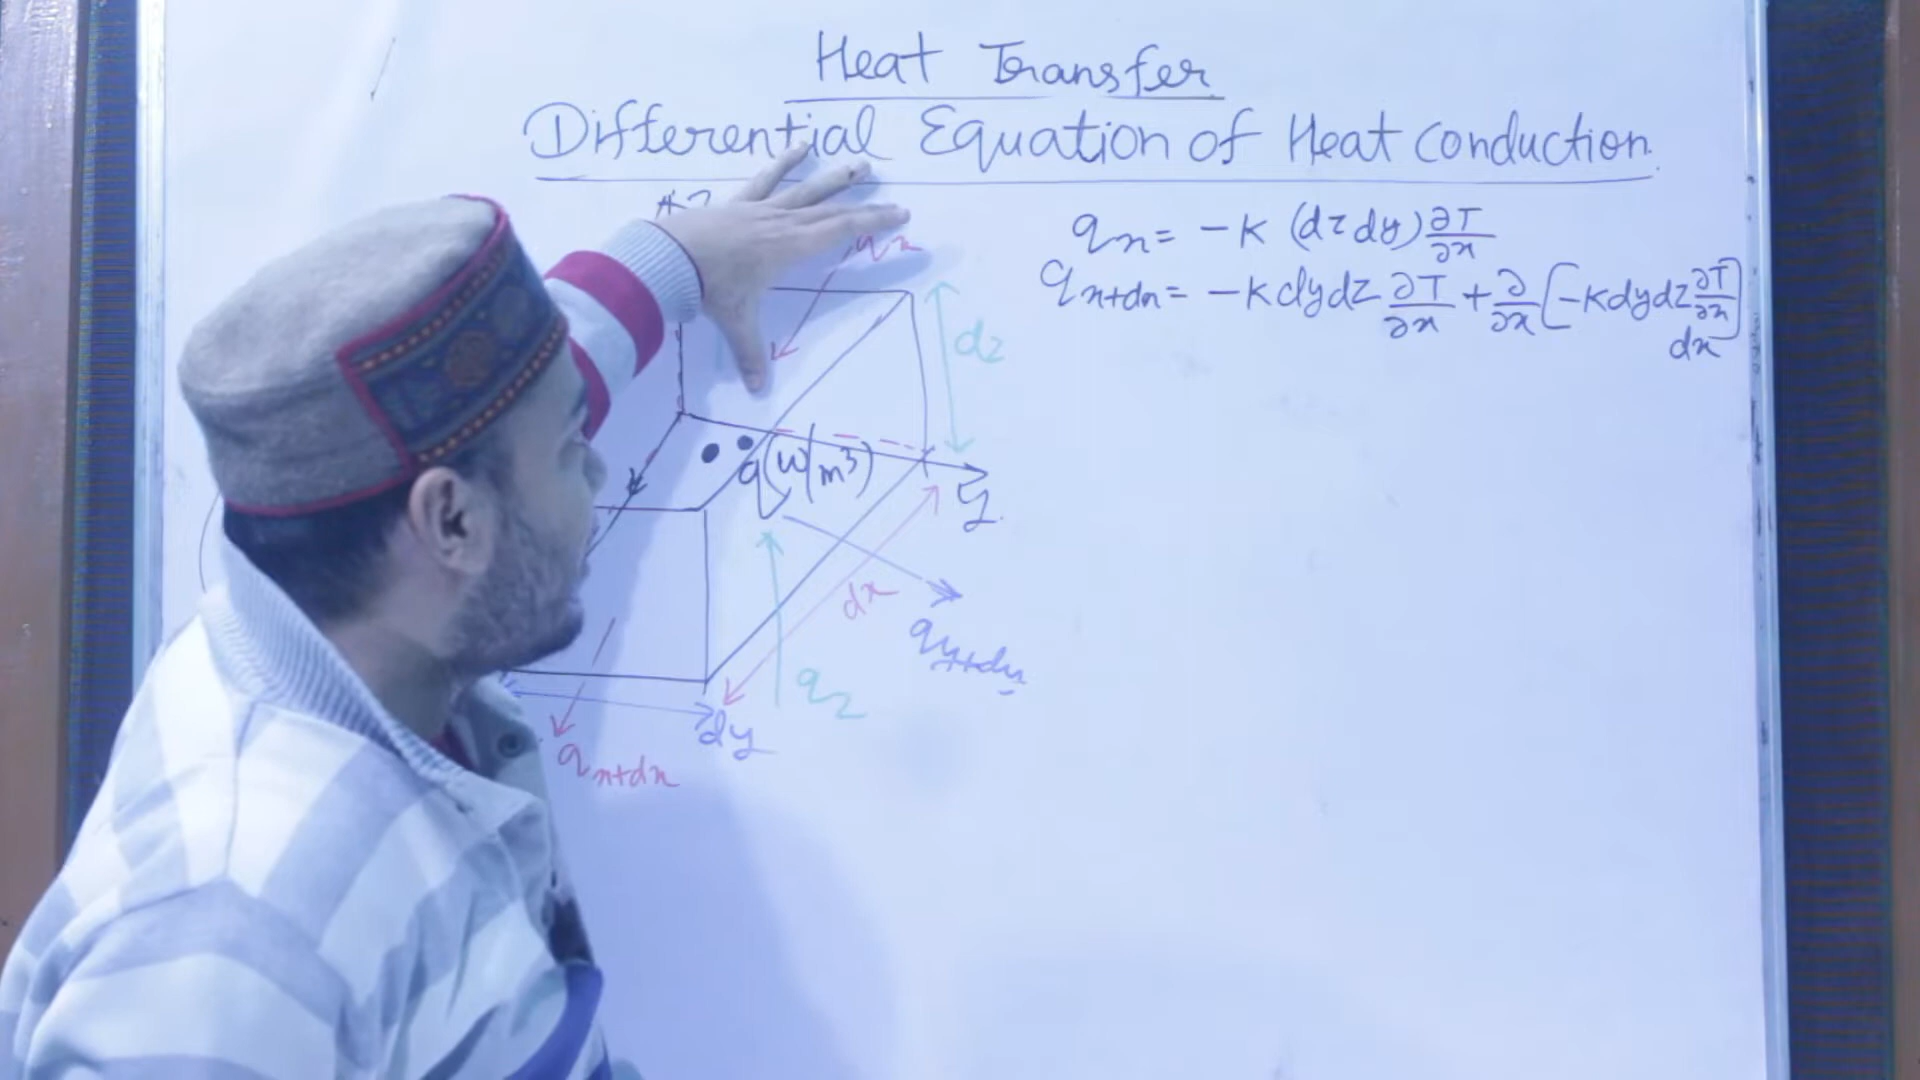 Heat Transfer
Differential Equation of Heat conduction.
qx
qx = -K (dz dy) ∂T/∂x
qx+dx = -K dy dz ∂T/∂x + ∂/∂x [-K dy dz ∂T/∂x] dx
dz
q (W/m³)
y
dx
qy+dy
qz
dy
qx+dx